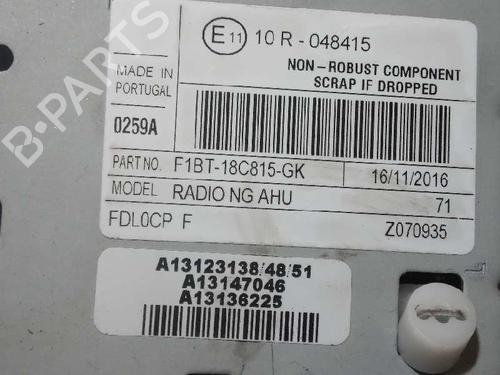 E11 10 R - 048415
NON - ROBUST COMPONENT
SCRAP IF DROPPED
MADE IN
PORTUGAL
0259A
PART NO. F1BT-18C815-GK 16/11/2016
MODEL RADIO NG AHU 71
FDL0CP F Z070935
A13123138/48/51
A13147046
A13136225
B-PARTS